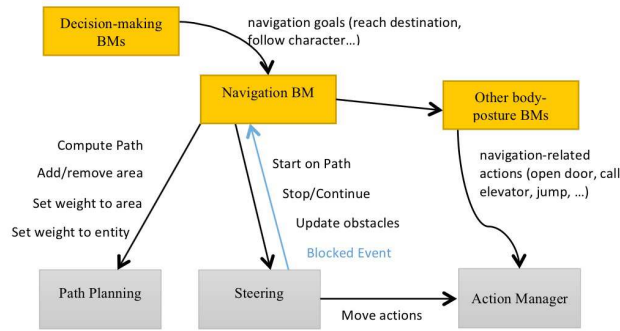 Decision-making
BMs
navigation goals (reach destination,
follow character…)
Navigation BM
Other body-
posture BMs
Compute Path
Add/remove area
Set weight to area
Set weight to entity
Start on Path
Stop/Continue
Update obstacles
Blocked Event
navigation-related
actions (open door, call
elevator, jump, …)
Path Planning
Steering
Action Manager
Move actions